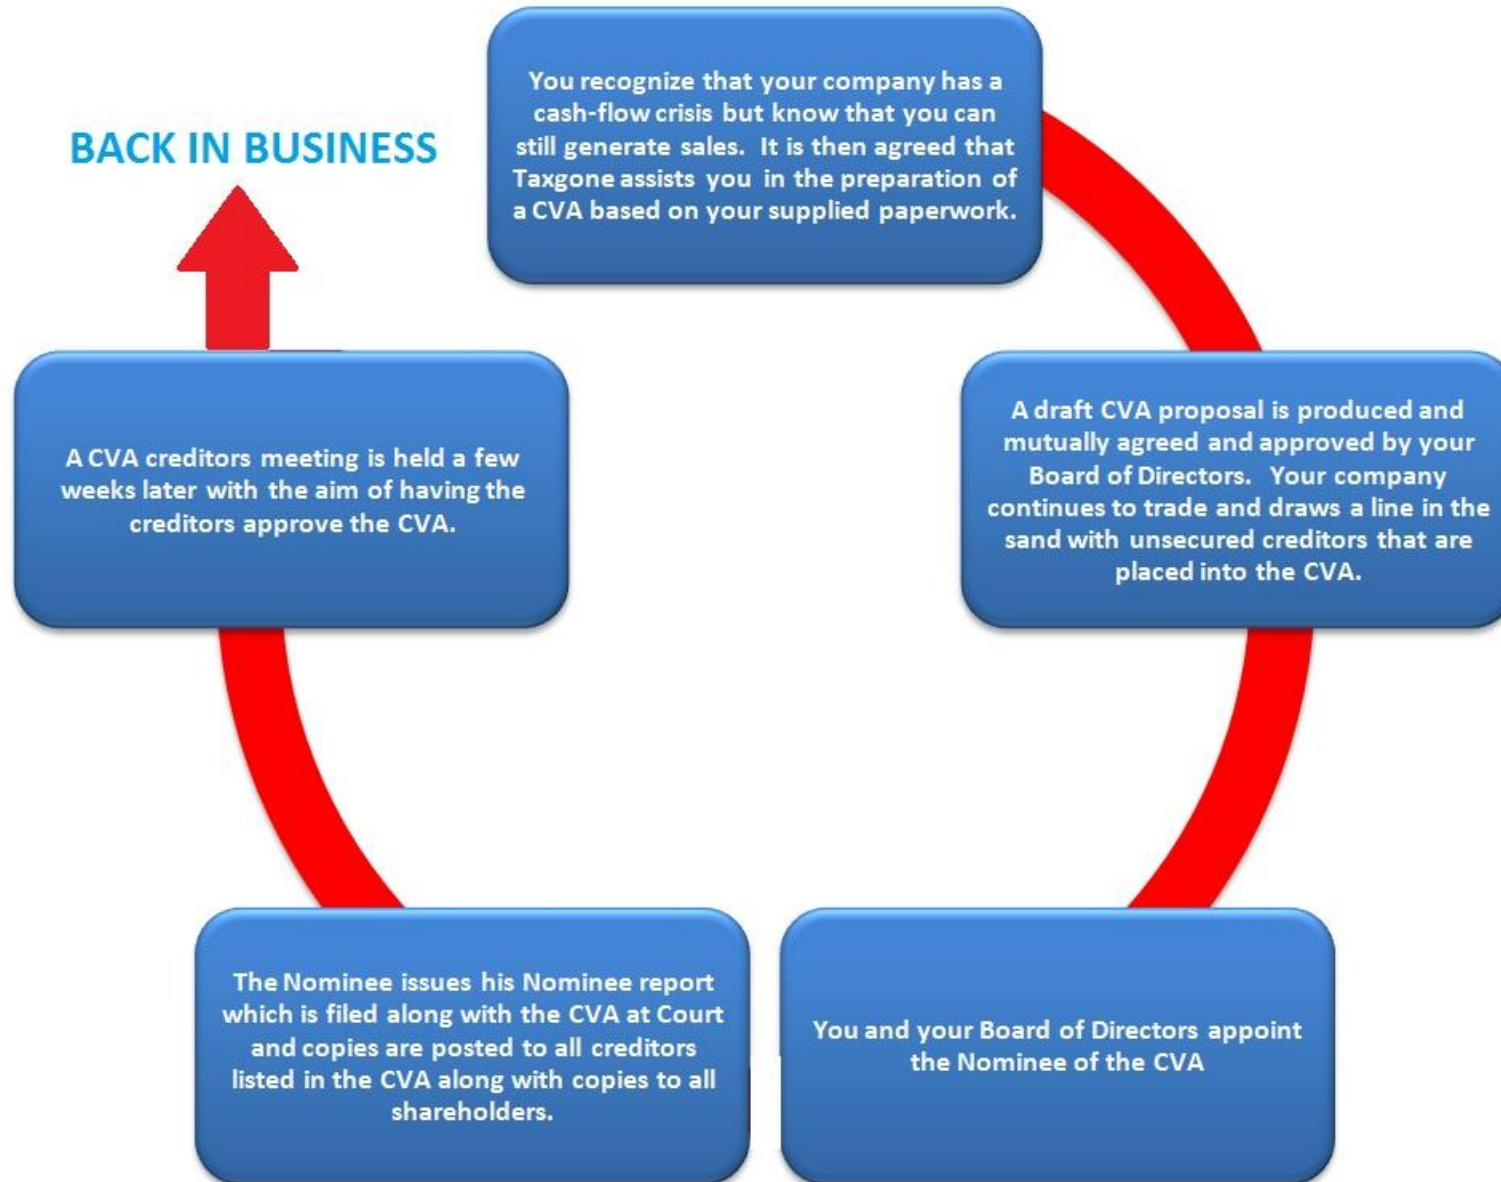 You recognize that your company has a
cash-flow crisis but know that you can
still generate sales.  It is then agreed that
Taxgone assists you in the preparation of
a CVA based on your supplied paperwork.
BACK IN BUSINESS
A draft CVA proposal is produced and
mutually agreed and approved by your
Board of Directors.  Your company
continues to trade and draws a line in the
sand with unsecured creditors that are
placed into the CVA.
You and your Board of Directors appoint
the Nominee of the CVA
The Nominee issues his Nominee report
which is filed along with the CVA at Court
and copies are posted to all creditors
listed in the CVA along with copies to all
shareholders.
A CVA creditors meeting is held a few
weeks later with the aim of having the
creditors approve the CVA.